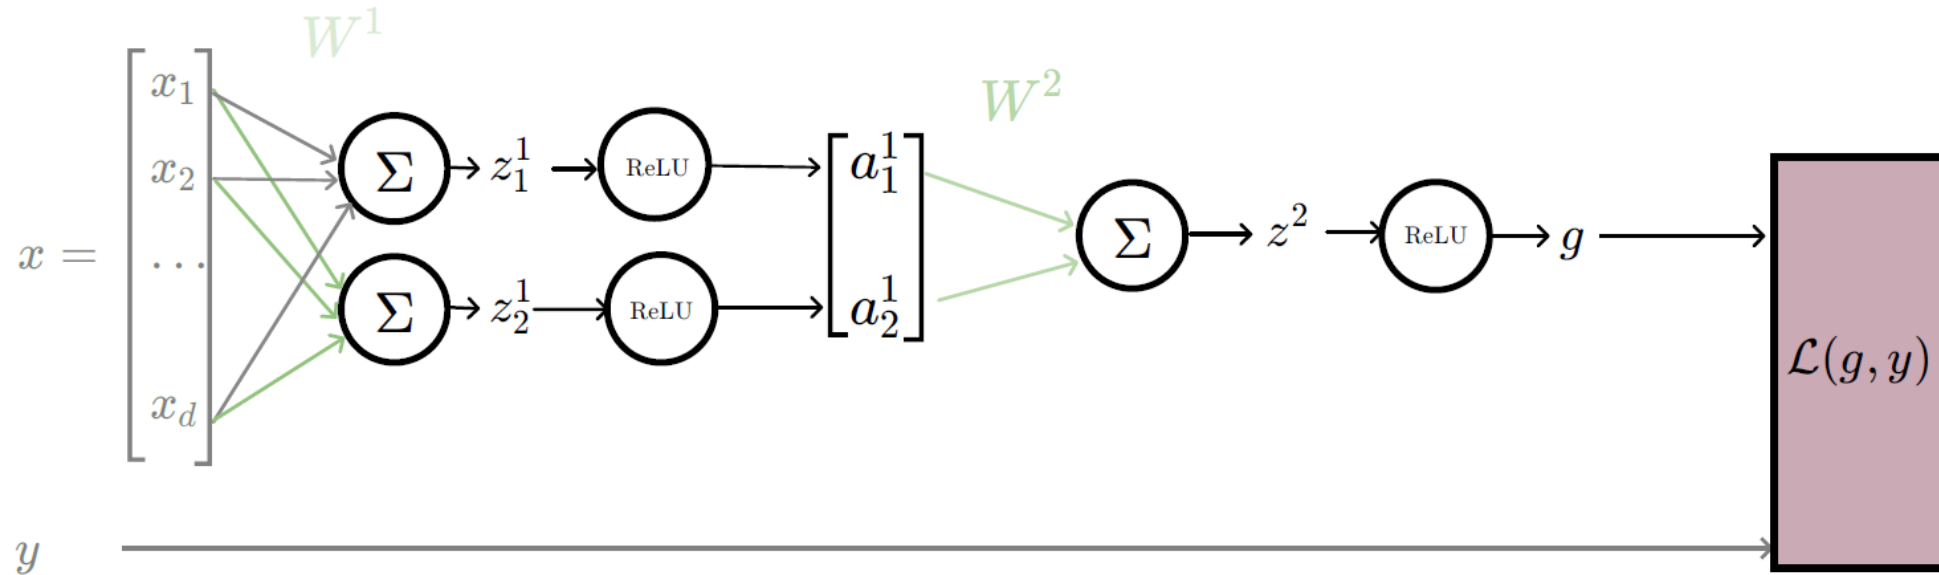 W¹
x₁
x₂
x =
...
x_d
Σ
z₁¹
ReLU
a₁¹
Σ
z₂¹
ReLU
a₂¹
W²
Σ
z²
ReLU
g
ℒ(g, y)
y